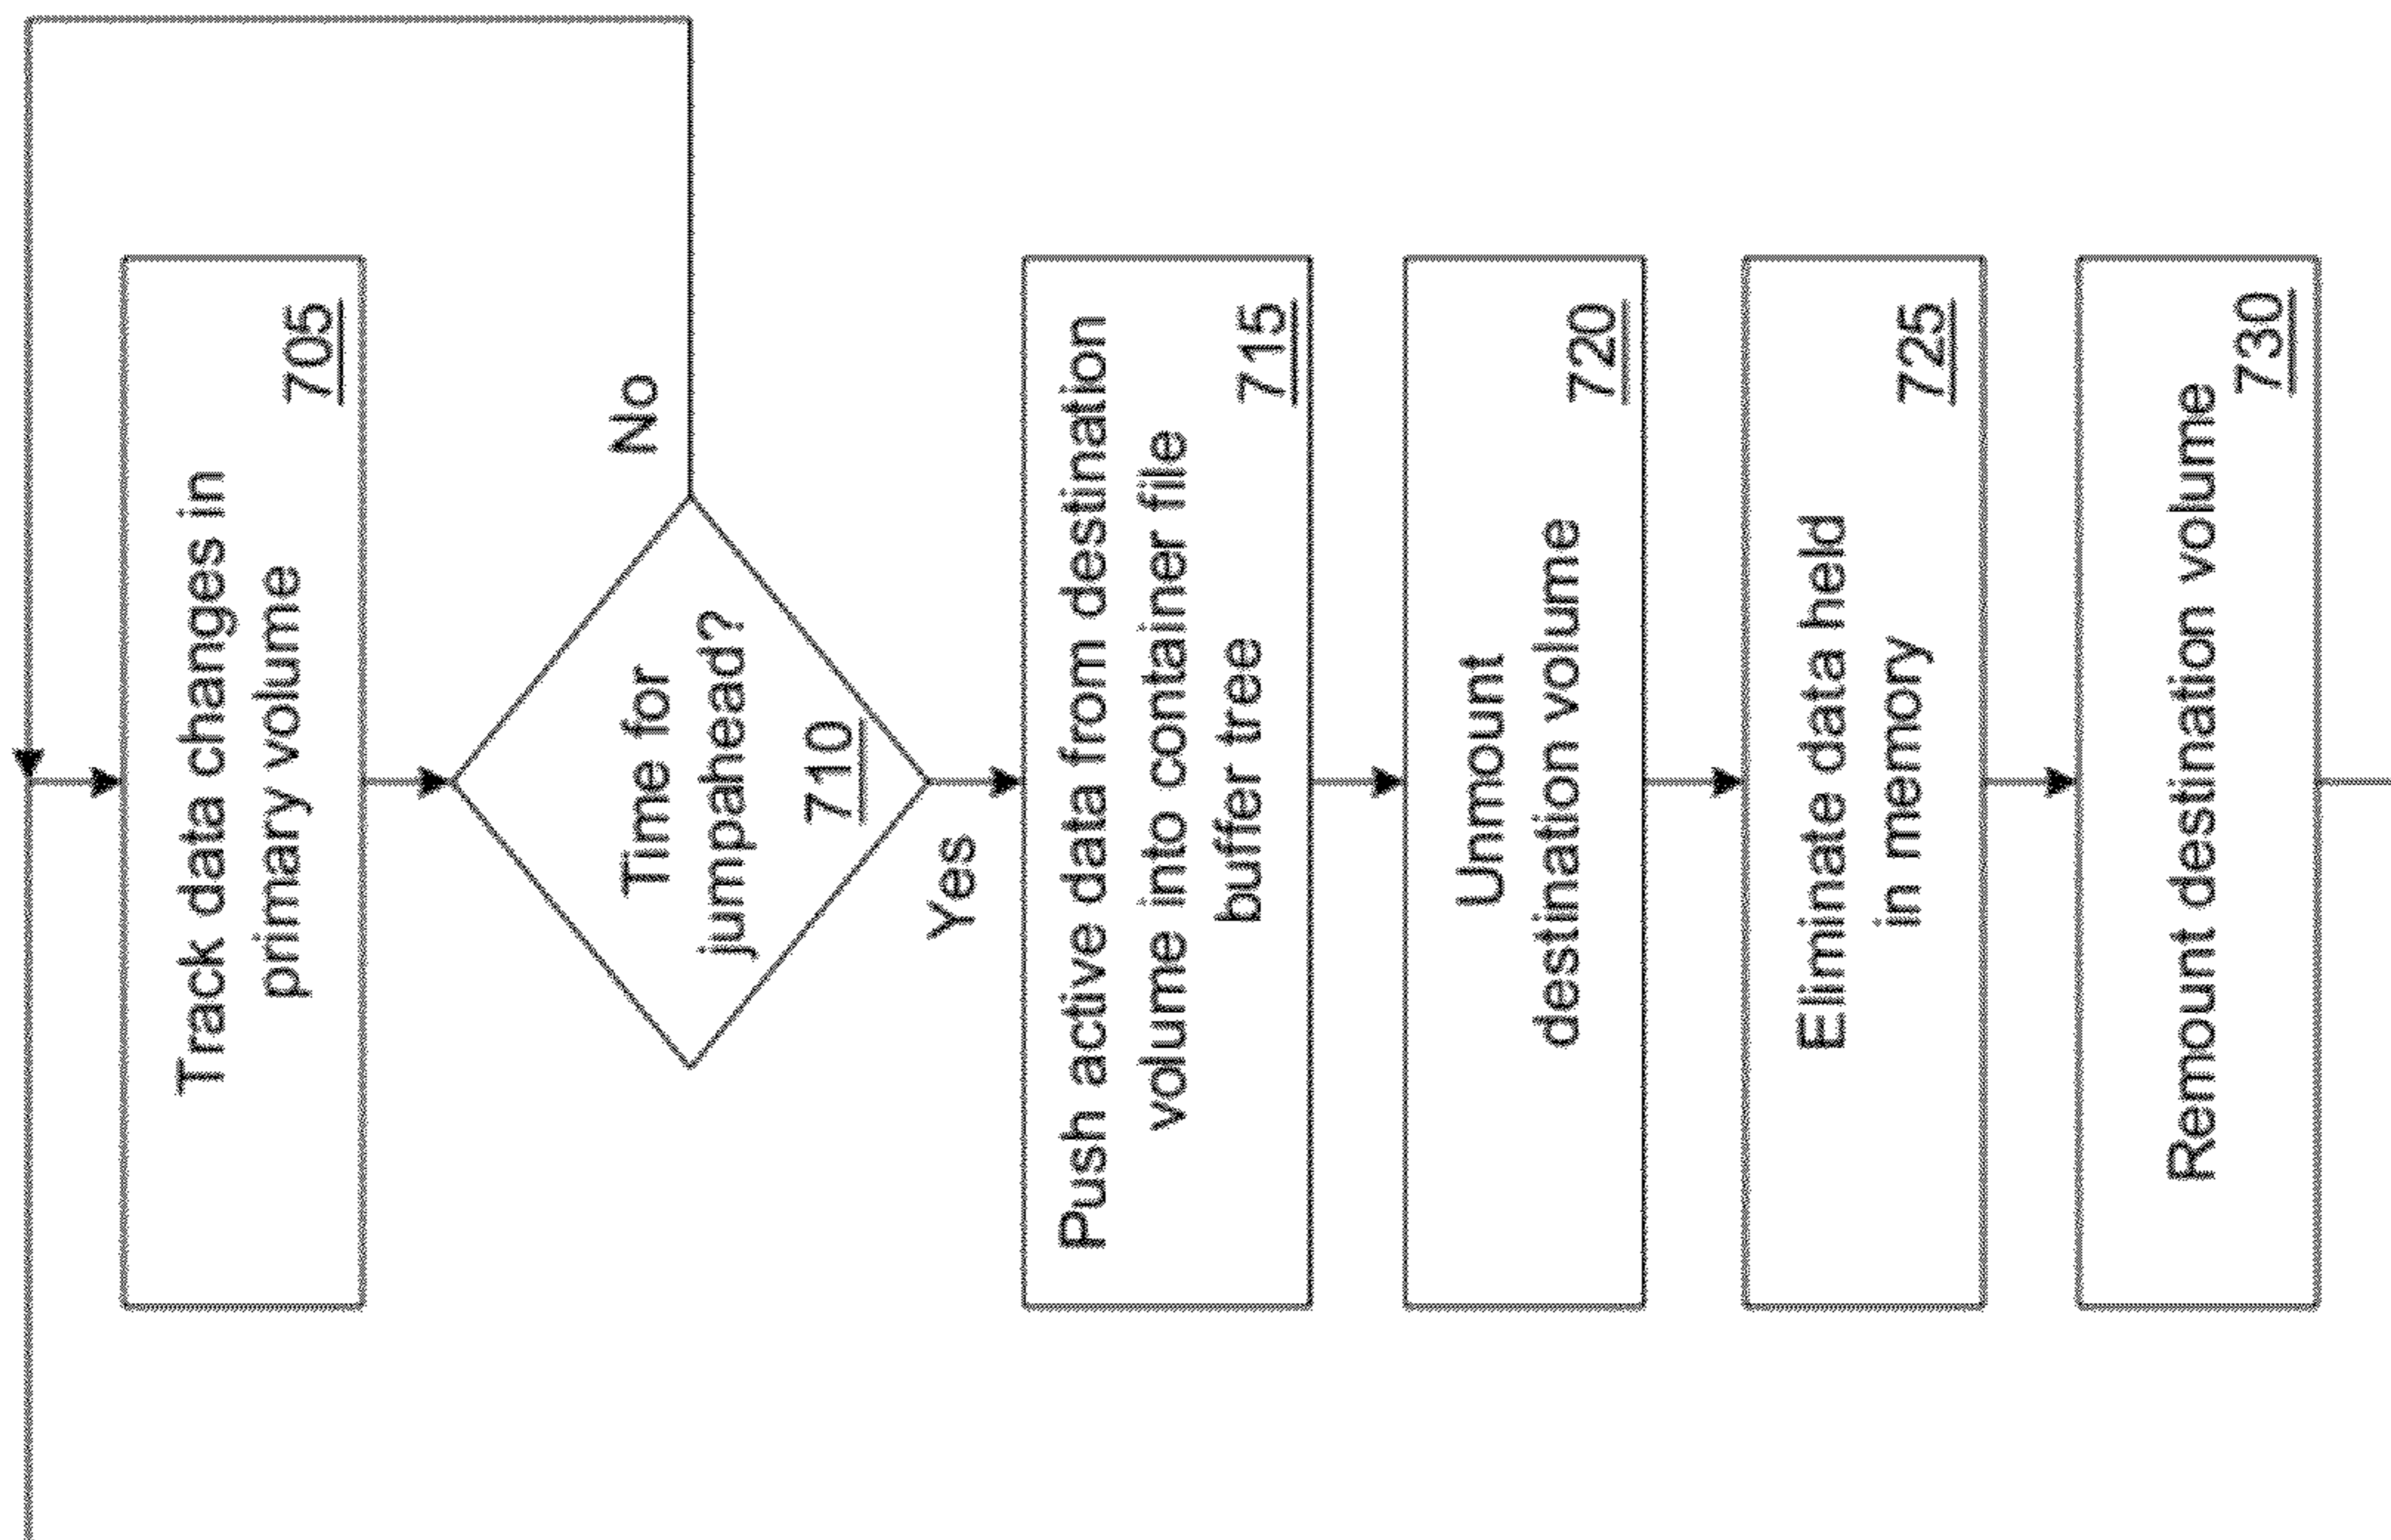 Track data changes in
primary volume
705
Time for
jumpahead?
710
No
Yes
Push active data from destination
volume into container file
buffer tree
715
Unmount
destination volume
720
Eliminate data held
in memory
725
Remount destination volume
730